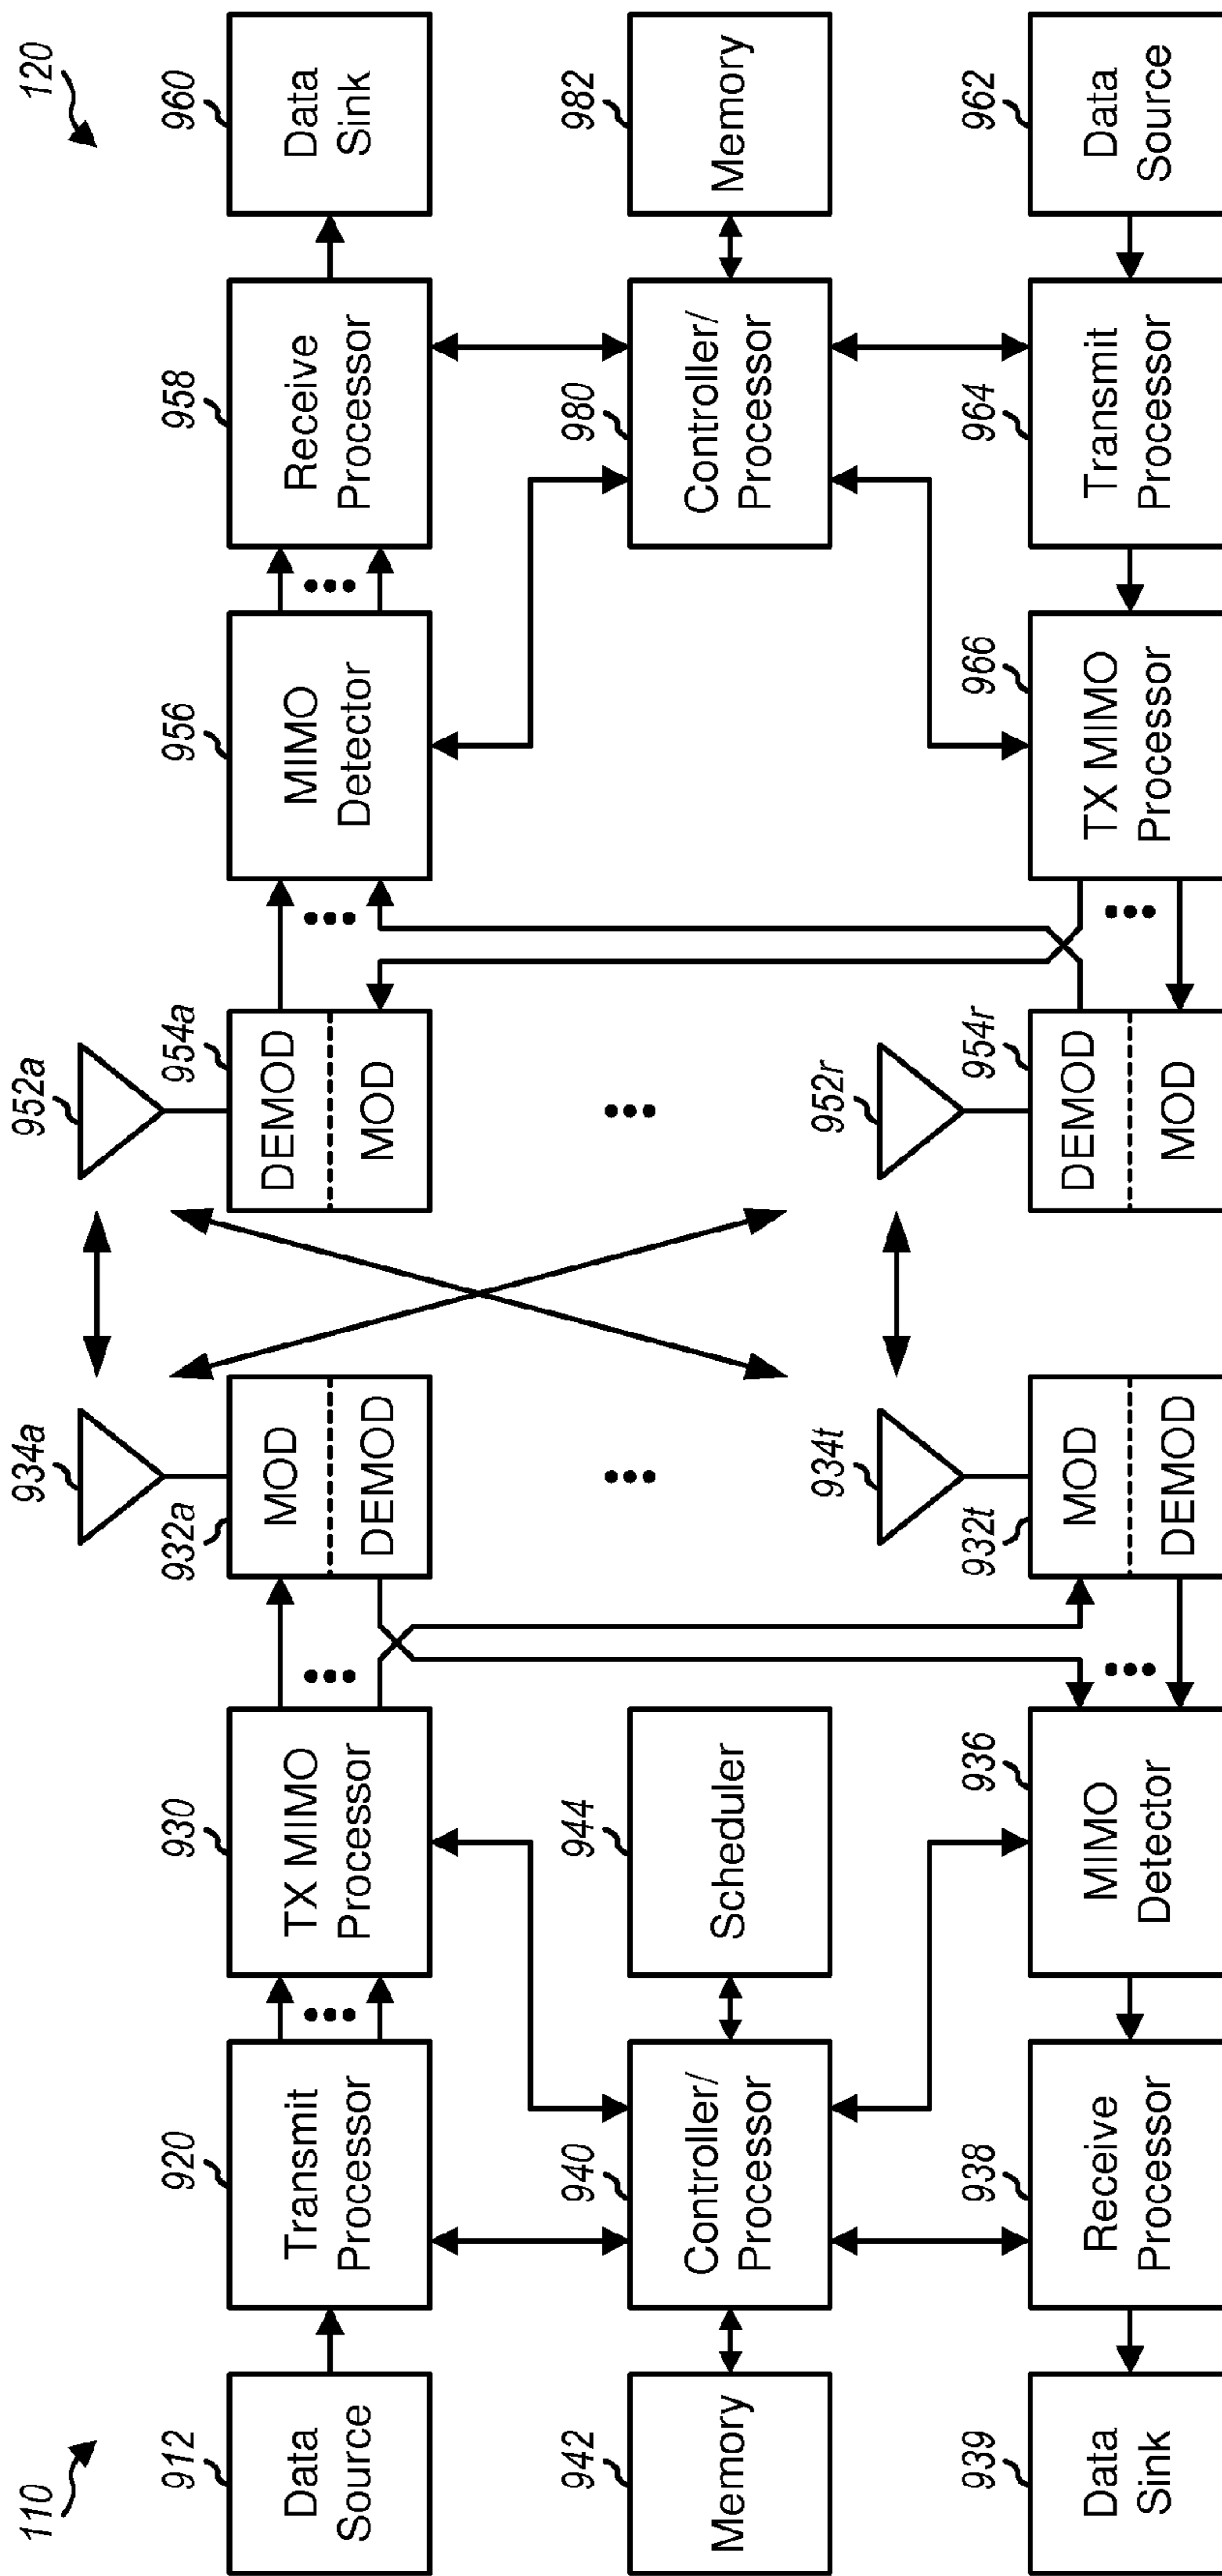 110
120
912
Data
Source
920
Transmit
Processor
930
TX MIMO
Processor
932a
MOD
DEMOD
934a
952a
954a
DEMOD
MOD
956
MIMO
Detector
958
Receive
Processor
960
Data
Sink
942
Memory
940
Controller/
Processor
944
Scheduler
980
Controller/
Processor
982
Memory
939
Data
Sink
938
Receive
Processor
936
MIMO
Detector
932t
MOD
DEMOD
934t
952r
954r
DEMOD
MOD
966
TX MIMO
Processor
964
Transmit
Processor
962
Data
Source